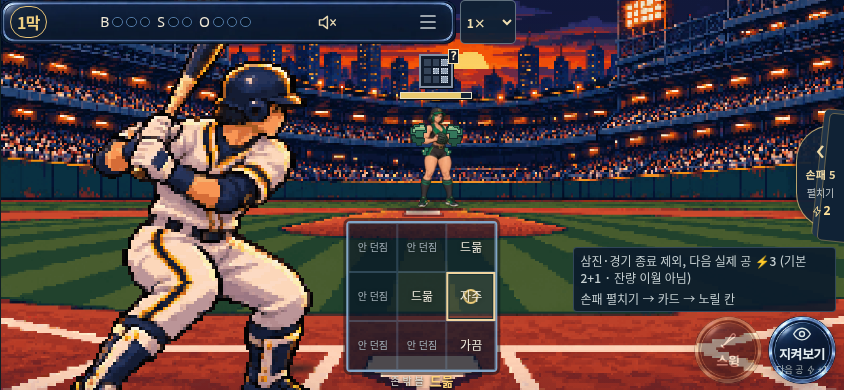 1막 B S O 1×
?
손패 5
펼치기
⚡2
안 던짐 안 던짐 드묾
안 던짐 드묾
안 던짐 안 던짐 가끔
드묾
삼진·경기 종료 제외, 다음 실제 공 ⚡3 (기본
2+1 · 잔량 이월 아님)
손패 펼치기 → 카드 → 노릴 칸
스윙
지켜보기
다음 공